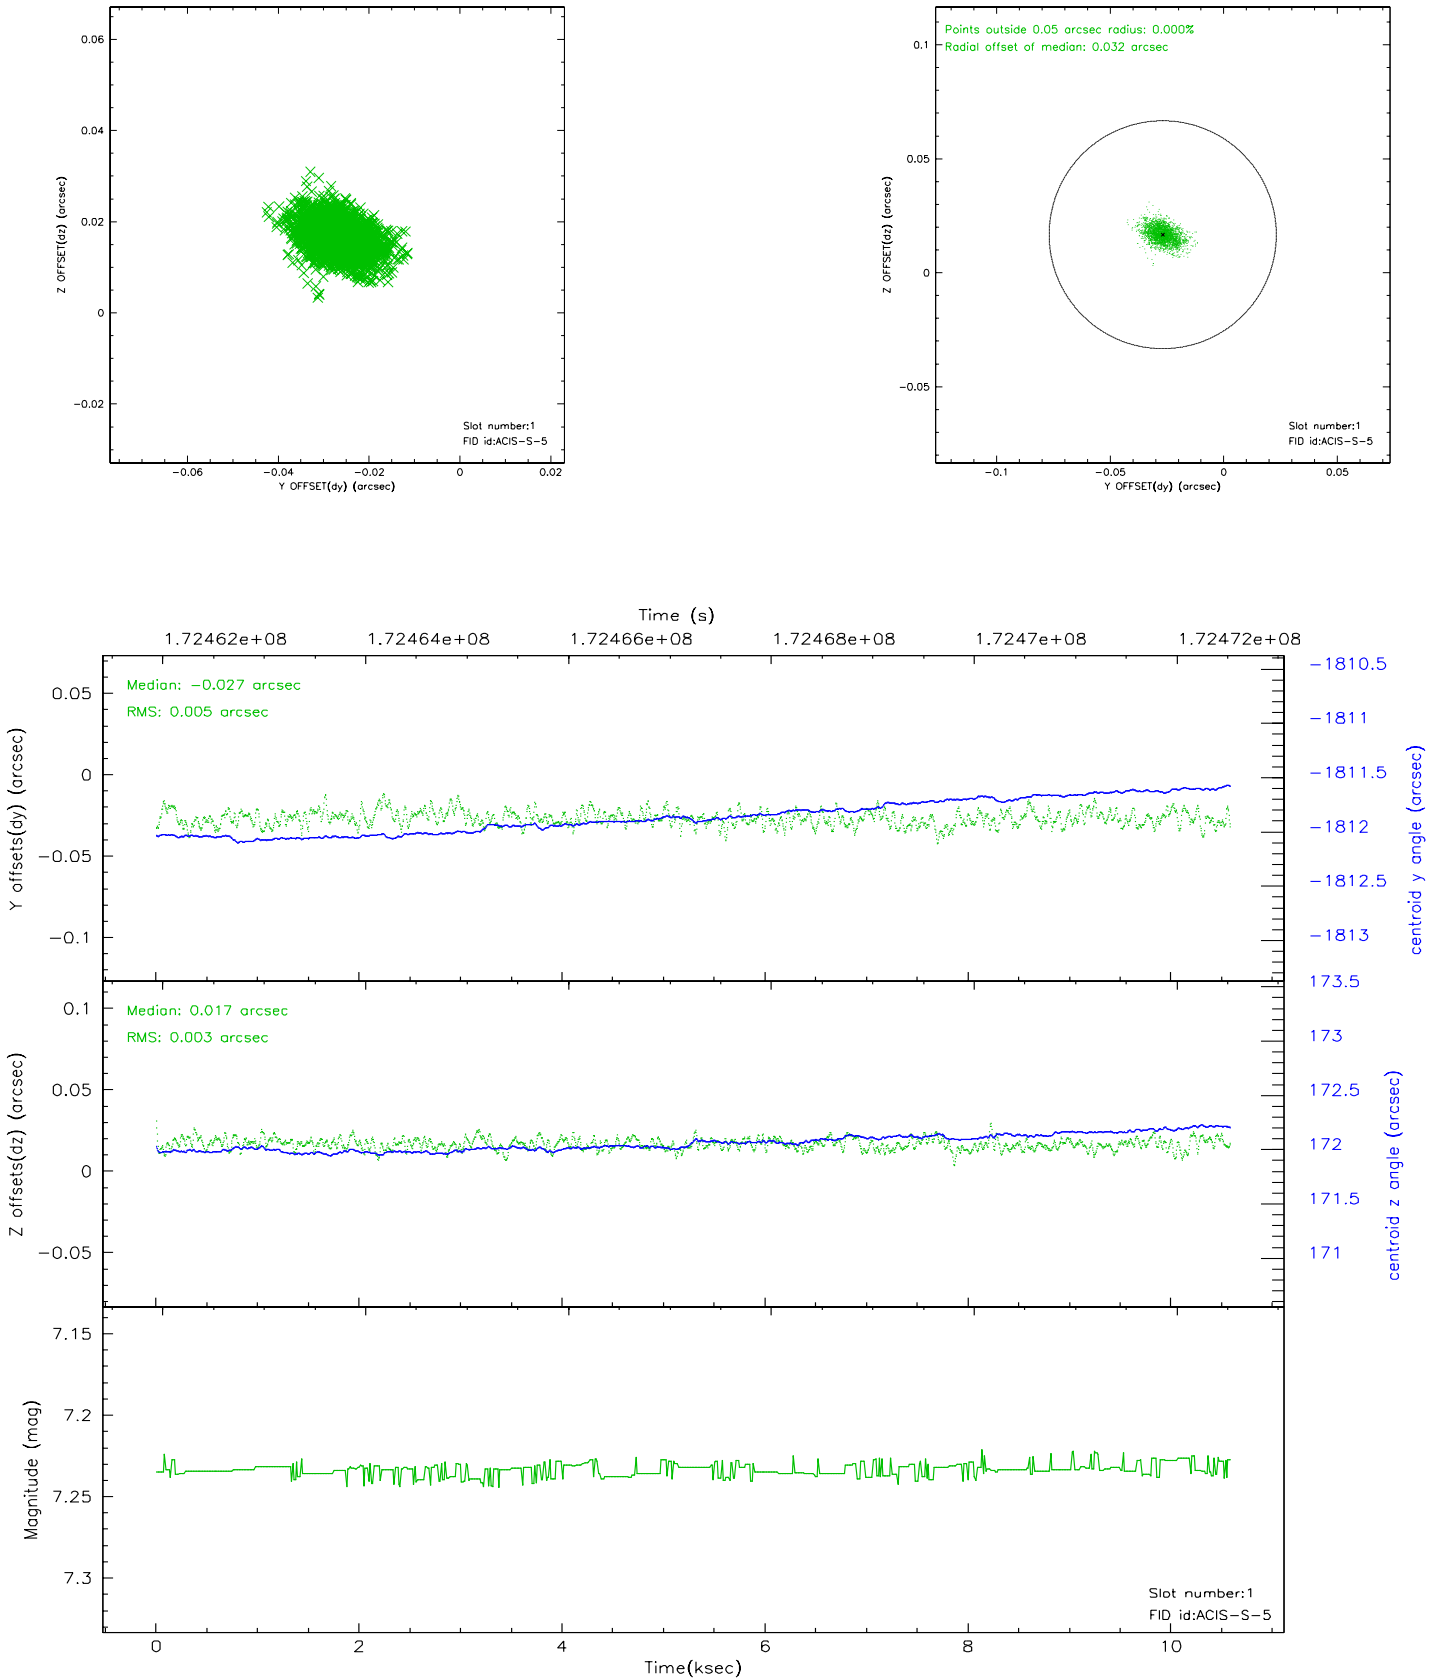 0.06
0.04
0.02
0
−0.02
Z OFFSET(dz) (arcsec)
Slot number:1
FID id:ACIS−S−5
−0.06
−0.04
−0.02
0
0.02
Y OFFSET(dy) (arcsec)
Points outside 0.05 arcsec radius: 0.000%
Radial offset of median: 0.032 arcsec
0.1
0.05
0
−0.05
Z OFFSET(dz) (arcsec)
Slot number:1
FID id:ACIS−S−5
−0.1
−0.05
0
0.05
Y OFFSET(dy) (arcsec)
Time (s)
1.72462e+08
1.72464e+08
1.72466e+08
1.72468e+08
1.7247e+08
1.72472e+08
Median: −0.027 arcsec
RMS: 0.005 arcsec
0.05
0
−0.05
−0.1
Y offsets(dy) (arcsec)
−1810.5
−1811
−1811.5
−1812
−1812.5
−1813
centroid y angle (arcsec)
Median: 0.017 arcsec
RMS: 0.003 arcsec
0.1
0.05
0
−0.05
Z offsets(dz) (arcsec)
173.5
173
172.5
172
171.5
171
centroid z angle (arcsec)
7.15
7.2
7.25
7.3
Magnitude (mag)
Slot number:1
FID id:ACIS−S−5
0
2
4
6
8
10
Time(ksec)